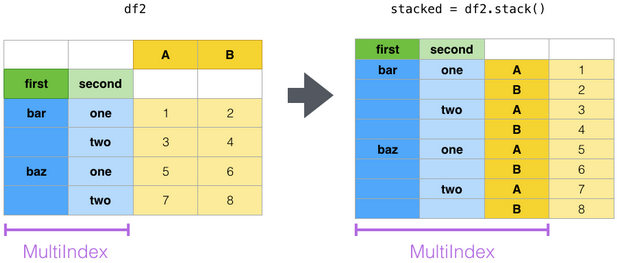 df2
A B
first second
bar one 1 2
two 3 4
baz one 5 6
two 7 8
MultiIndex
stacked = df2.stack()
first second
bar one A 1
B 2
two A 3
B 4
baz one A 5
B 6
two A 7
B 8
MultiIndex